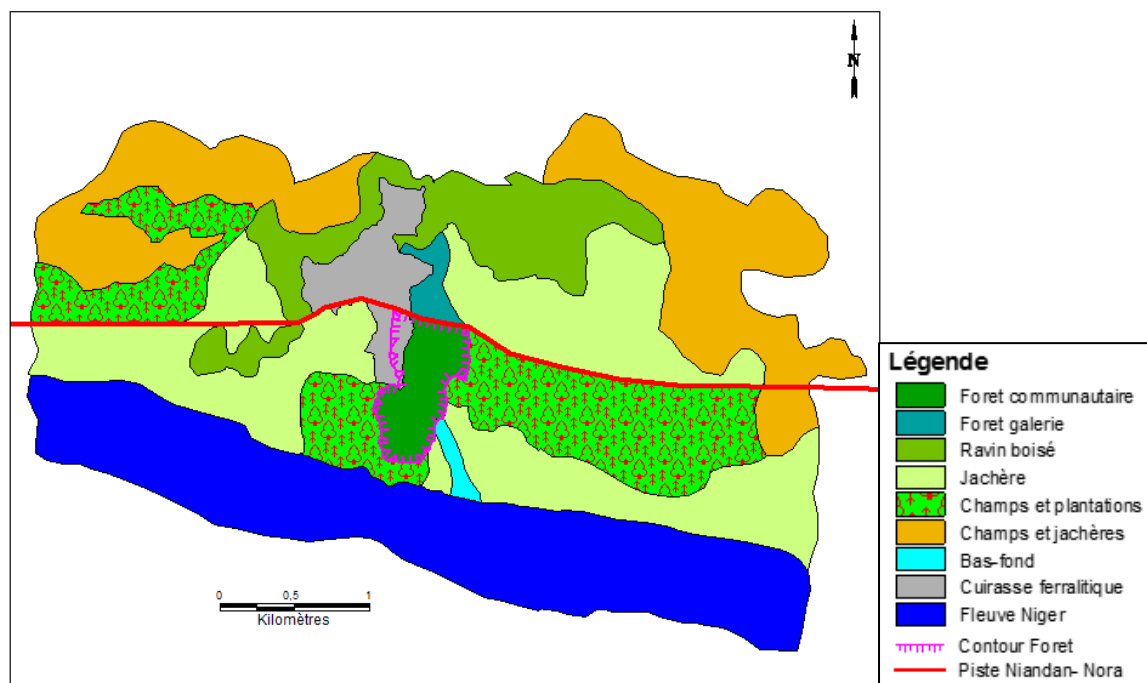 N
0 0,5 1
Kilomètres
Légende
Foret communautaire
Foret galerie
Ravin boisé
Jachère
Champs et plantations
Champs et jachères
Bas-fond
Cuirasse ferralitique
Fleuve Niger
Contour Foret
Piste Niandan- Nora